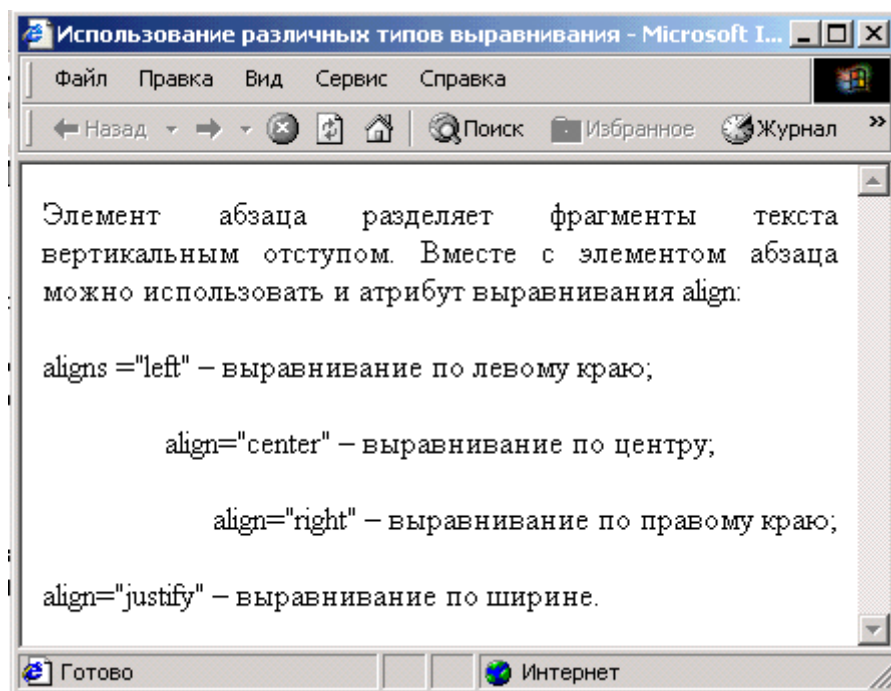 Использование различных типов выравнивания - Microsoft I...
Файл Правка Вид Сервис Справка
Назад Поиск Избранное Журнал »
Элемент абзаца разделяет фрагменты текста
вертикальным отступом. Вместе с элементом абзаца
можно использовать и атрибут выравнивания align:
aligns ="left" – выравнивание по левому краю;
align="center" – выравнивание по центру;
align="right" – выравнивание по правому краю;
align="justify" – выравнивание по ширине.
Готово Интернет